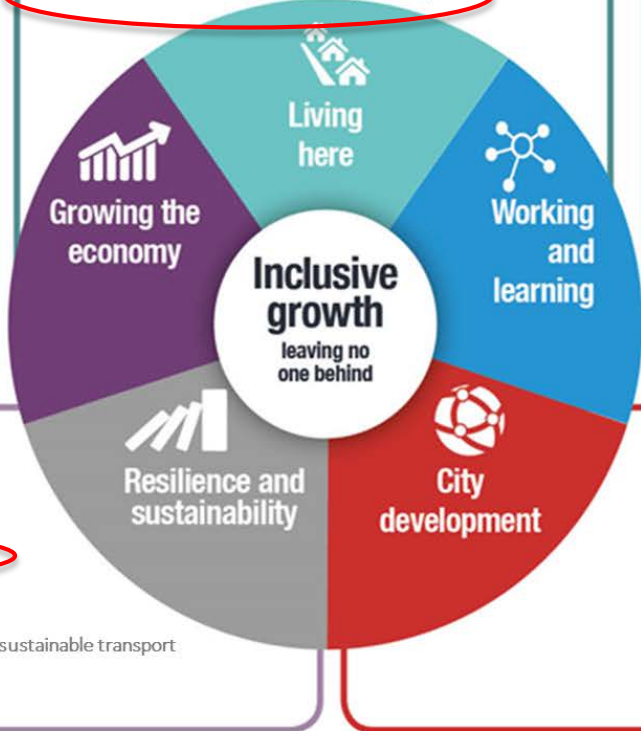 Living
here
Growing the
economy
Working
and
learning
Inclusive
growth
leaving no
one behind
Resilience and
sustainability
City
development
sustainable transport